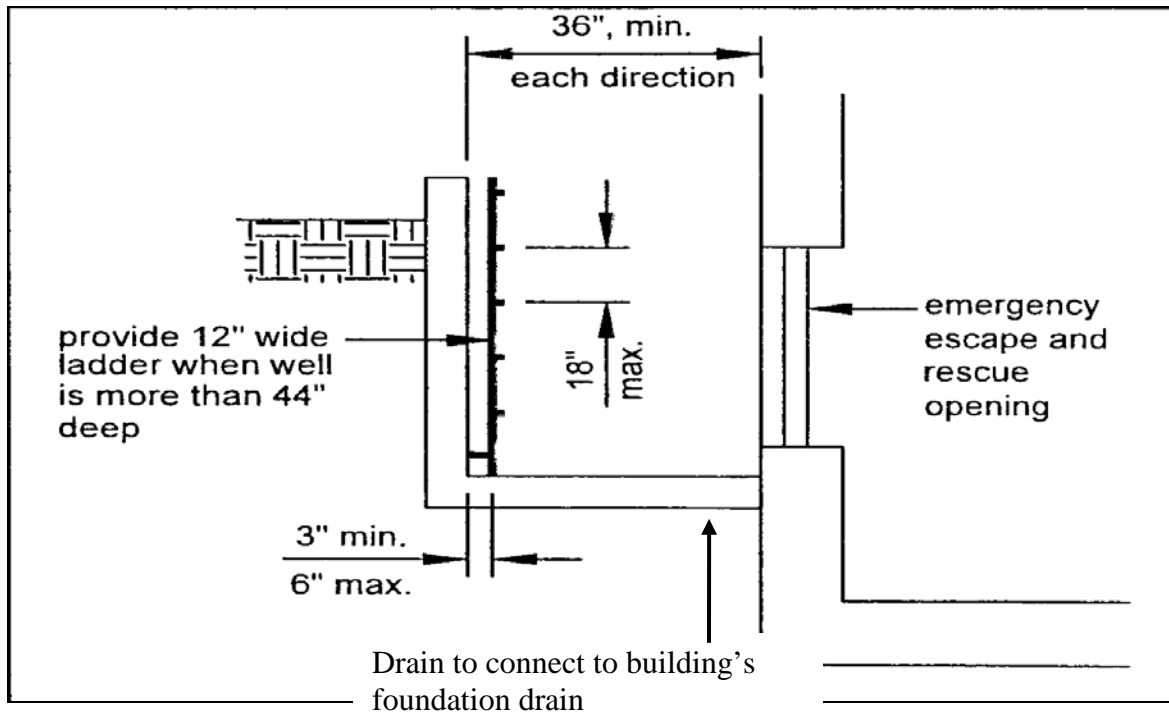 36", min.
each direction
provide 12" wide
ladder when well
is more than 44"
deep
18"
max.
emergency
escape and
rescue
opening
3" min.
6" max.
Drain to connect to building’s
foundation drain